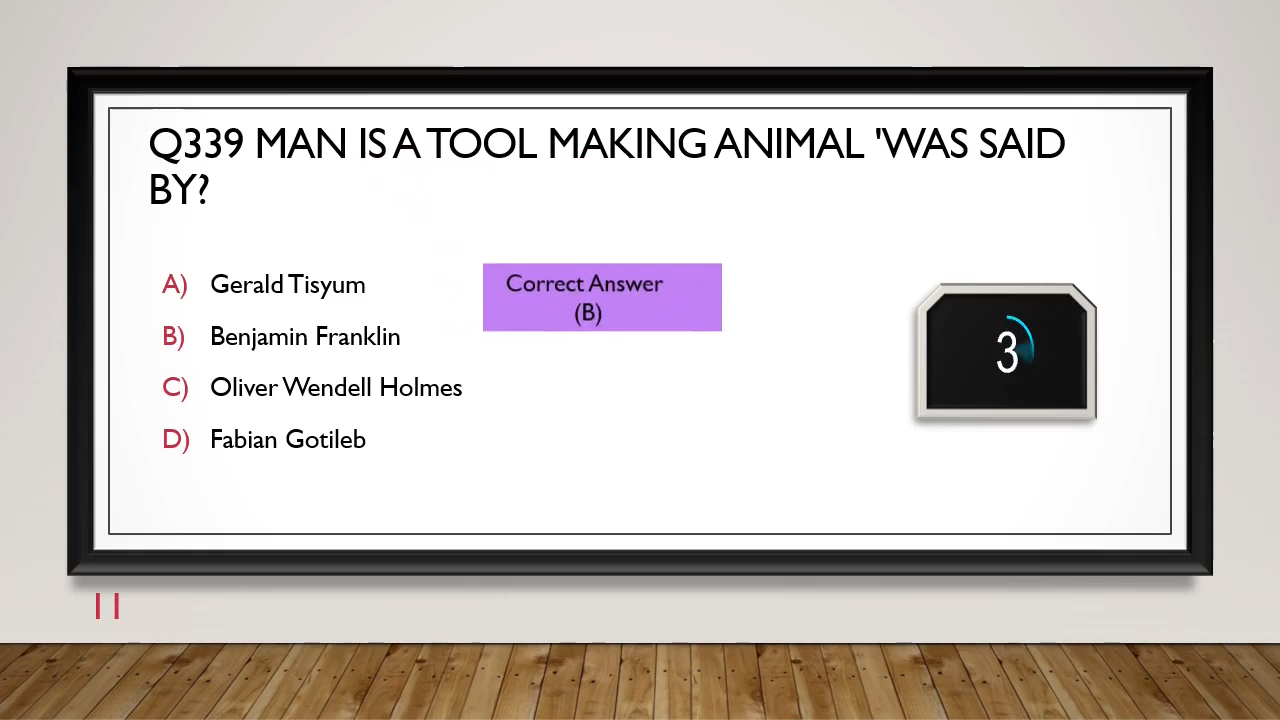 Q339 MAN IS A TOOL MAKING ANIMAL 'WAS SAID
BY?
A) Gerald Tisyum
B) Benjamin Franklin
C) Oliver Wendell Holmes
D) Fabian Gotileb
Correct Answer
(B)
3
11